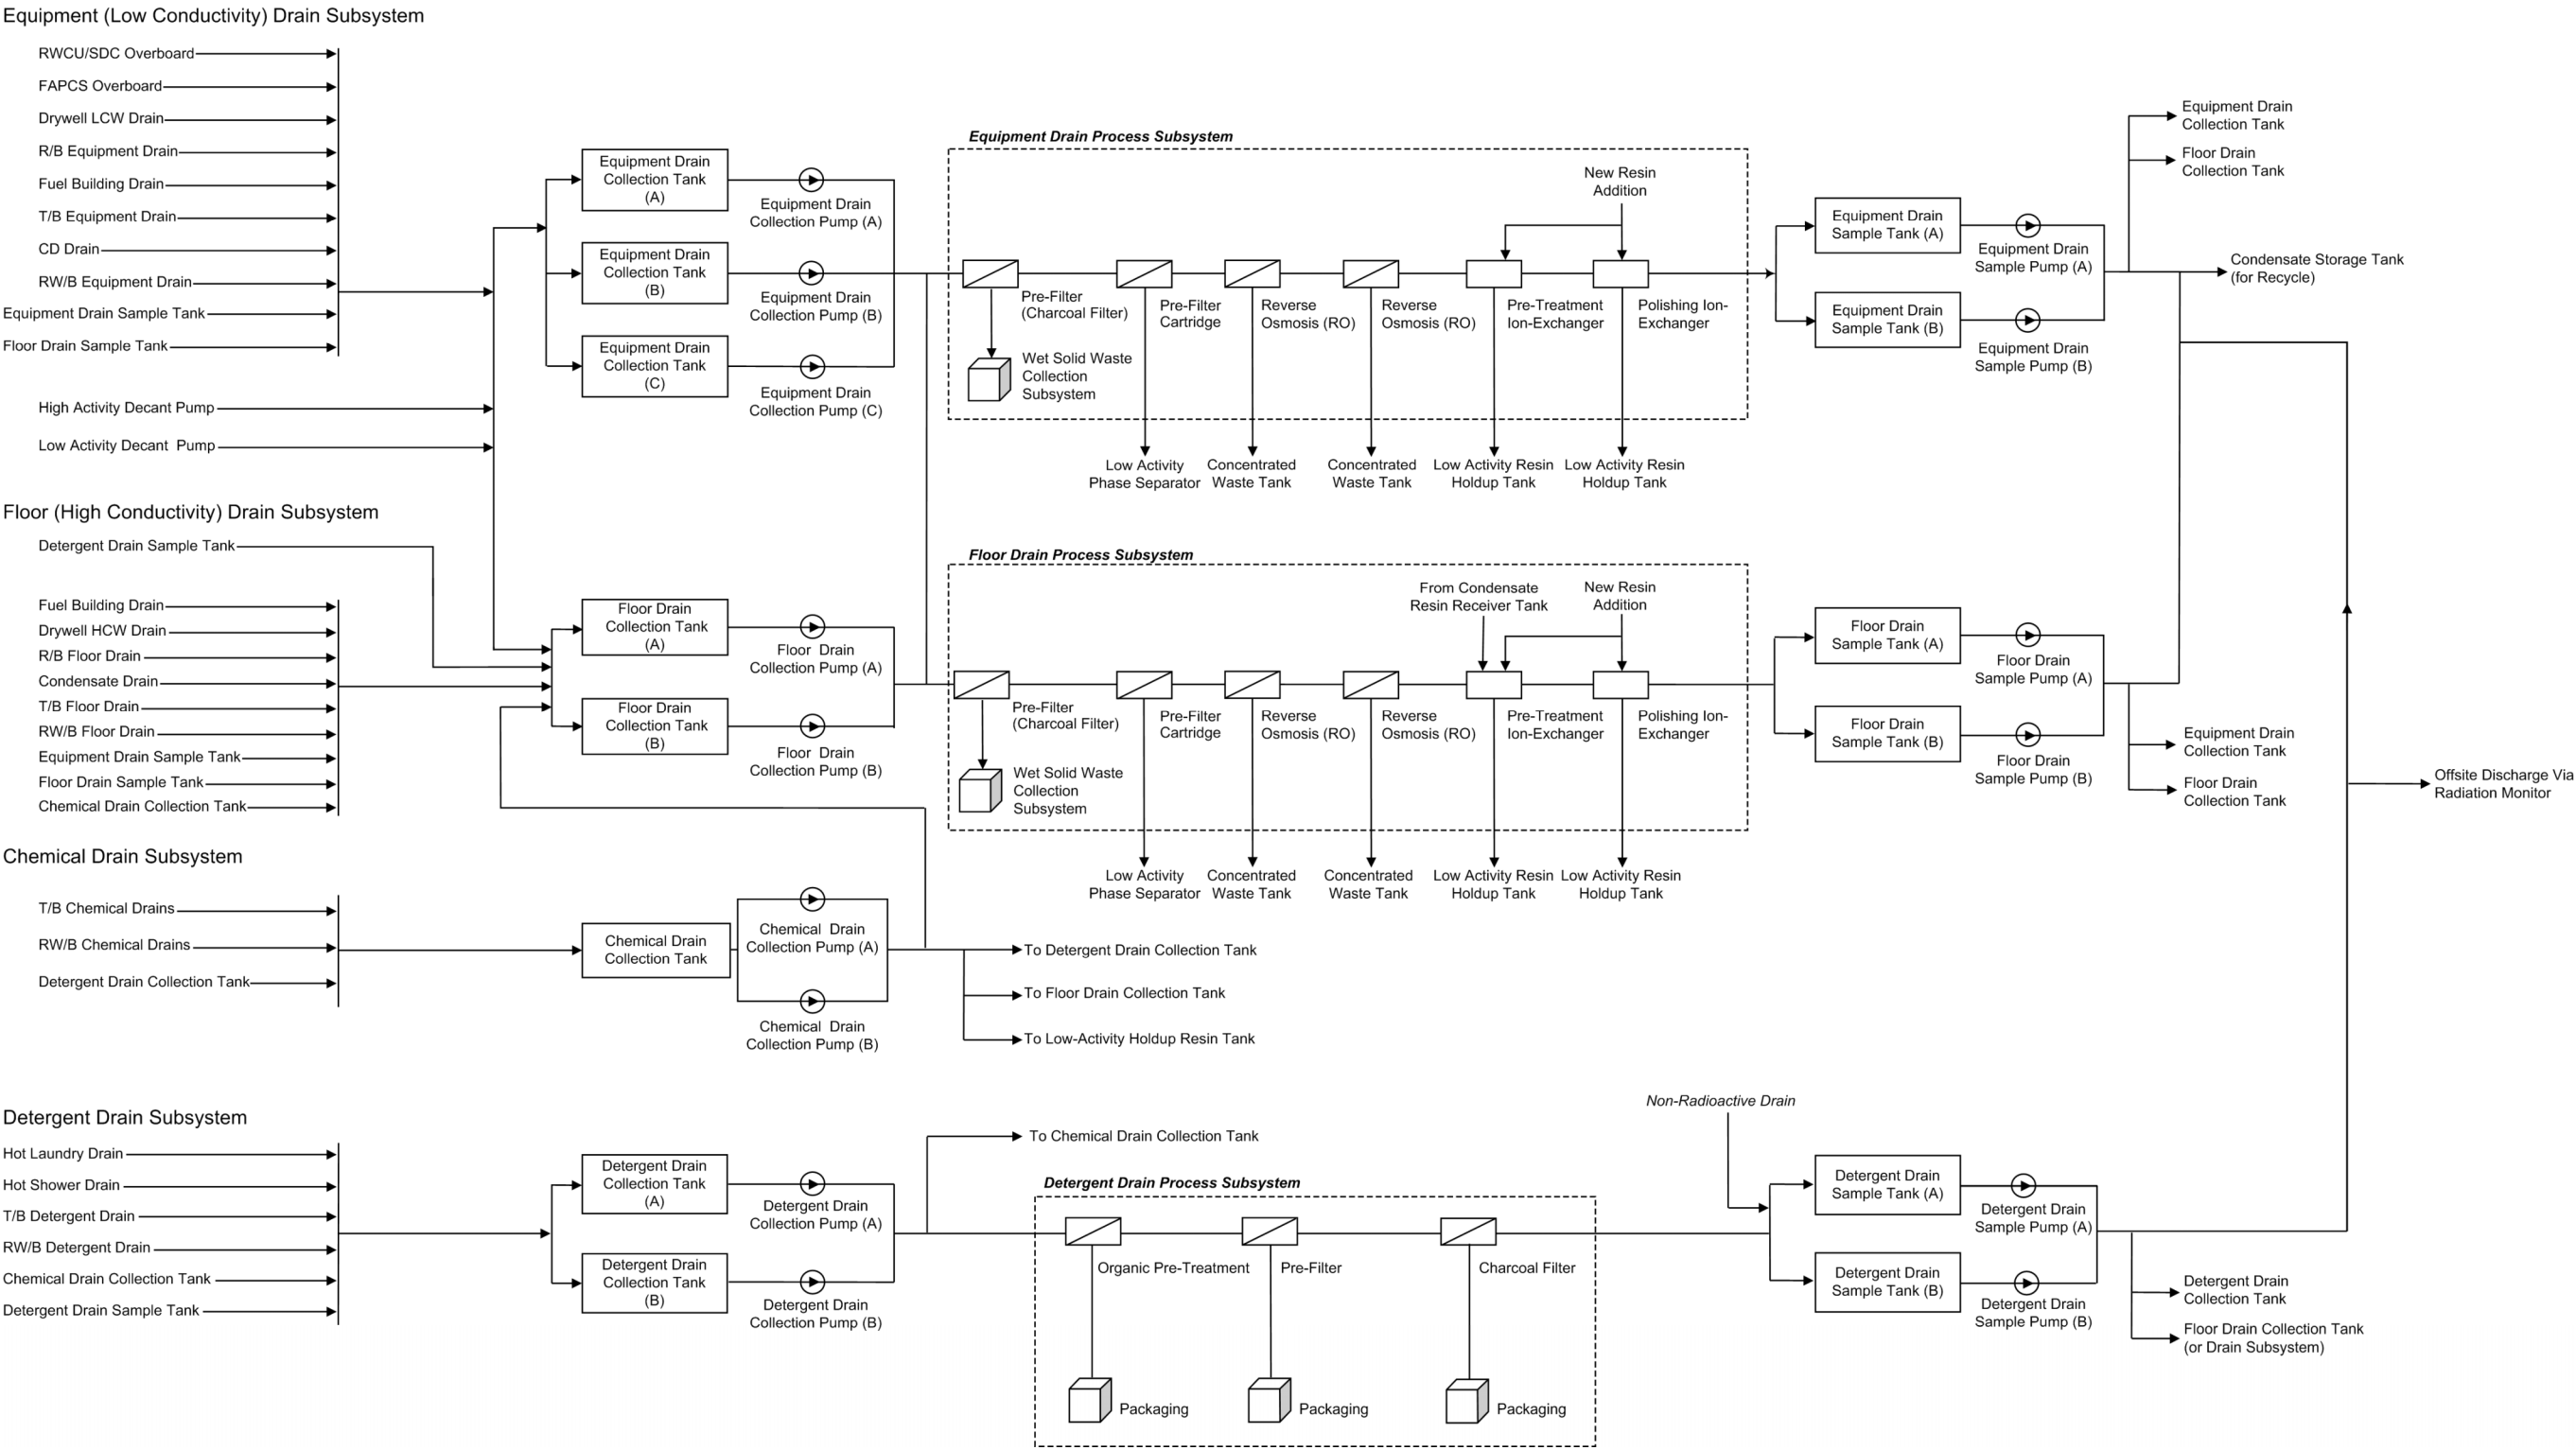 Equipment (Low Conductivity) Drain Subsystem
RWCU/SDC Overboard
FAPCS Overboard
Drywell LCW Drain
R/B Equipment Drain
Fuel Building Drain
T/B Equipment Drain
CD Drain
RW/B Equipment Drain
Equipment Drain Sample Tank
Floor Drain Sample Tank
High Activity Decant Pump
Low Activity Decant Pump
Equipment Drain
Collection Tank
(A)
Equipment Drain
Collection Pump (A)
Equipment Drain
Collection Tank
(B)
Equipment Drain
Collection Pump (B)
Equipment Drain
Collection Tank
(C)
Equipment Drain
Collection Pump (C)
Equipment Drain Process Subsystem
New Resin
Addition
Pre-Filter
(Charcoal Filter)
Pre-Filter
Cartridge
Reverse
Osmosis (RO)
Reverse
Osmosis (RO)
Pre-Treatment
Ion-Exchanger
Polishing Ion-
Exchanger
Wet Solid Waste
Collection
Subsystem
Low Activity
Phase Separator
Concentrated
Waste Tank
Concentrated
Waste Tank
Low Activity Resin
Holdup Tank
Low Activity Resin
Holdup Tank
Equipment Drain
Sample Tank (A)
Equipment Drain
Sample Pump (A)
Equipment Drain
Sample Tank (B)
Equipment Drain
Sample Pump (B)
Equipment Drain
Collection Tank
Floor Drain
Collection Tank
Condensate Storage Tank
(for Recycle)
Floor (High Conductivity) Drain Subsystem
Detergent Drain Sample Tank
Fuel Building Drain
Drywell HCW Drain
R/B Floor Drain
Condensate Drain
T/B Floor Drain
RW/B Floor Drain
Equipment Drain Sample Tank
Floor Drain Sample Tank
Chemical Drain Collection Tank
Floor Drain
Collection Tank
(A)
Floor Drain
Collection Pump (A)
Floor Drain
Collection Tank
(B)
Floor Drain
Collection Pump (B)
Floor Drain Process Subsystem
From Condensate
Resin Receiver Tank
New Resin
Addition
Pre-Filter
(Charcoal Filter)
Pre-Filter
Cartridge
Reverse
Osmosis (RO)
Reverse
Osmosis (RO)
Pre-Treatment
Ion-Exchanger
Polishing Ion-
Exchanger
Wet Solid Waste
Collection
Subsystem
Low Activity
Phase Separator
Concentrated
Waste Tank
Concentrated
Waste Tank
Low Activity Resin
Holdup Tank
Low Activity Resin
Holdup Tank
Floor Drain
Sample Tank (A)
Floor Drain
Sample Pump (A)
Floor Drain
Sample Tank (B)
Floor Drain
Sample Pump (B)
Equipment Drain
Collection Tank
Floor Drain
Collection Tank
Offsite Discharge Via
Radiation Monitor
Chemical Drain Subsystem
T/B Chemical Drains
RW/B Chemical Drains
Detergent Drain Collection Tank
Chemical Drain
Collection Tank
Chemical Drain
Collection Pump (A)
Chemical Drain
Collection Pump (B)
To Detergent Drain Collection Tank
To Floor Drain Collection Tank
To Low-Activity Holdup Resin Tank
Detergent Drain Subsystem
Hot Laundry Drain
Hot Shower Drain
T/B Detergent Drain
RW/B Detergent Drain
Chemical Drain Collection Tank
Detergent Drain Sample Tank
Detergent Drain
Collection Tank
(A)
Detergent Drain
Collection Pump (A)
Detergent Drain
Collection Tank
(B)
Detergent Drain
Collection Pump (B)
To Chemical Drain Collection Tank
Detergent Drain Process Subsystem
Organic Pre-Treatment
Pre-Filter
Charcoal Filter
Packaging
Packaging
Packaging
Non-Radioactive Drain
Detergent Drain
Sample Tank (A)
Detergent Drain
Sample Pump (A)
Detergent Drain
Sample Tank (B)
Detergent Drain
Sample Pump (B)
Detergent Drain
Collection Tank
Floor Drain Collection Tank
(or Drain Subsystem)